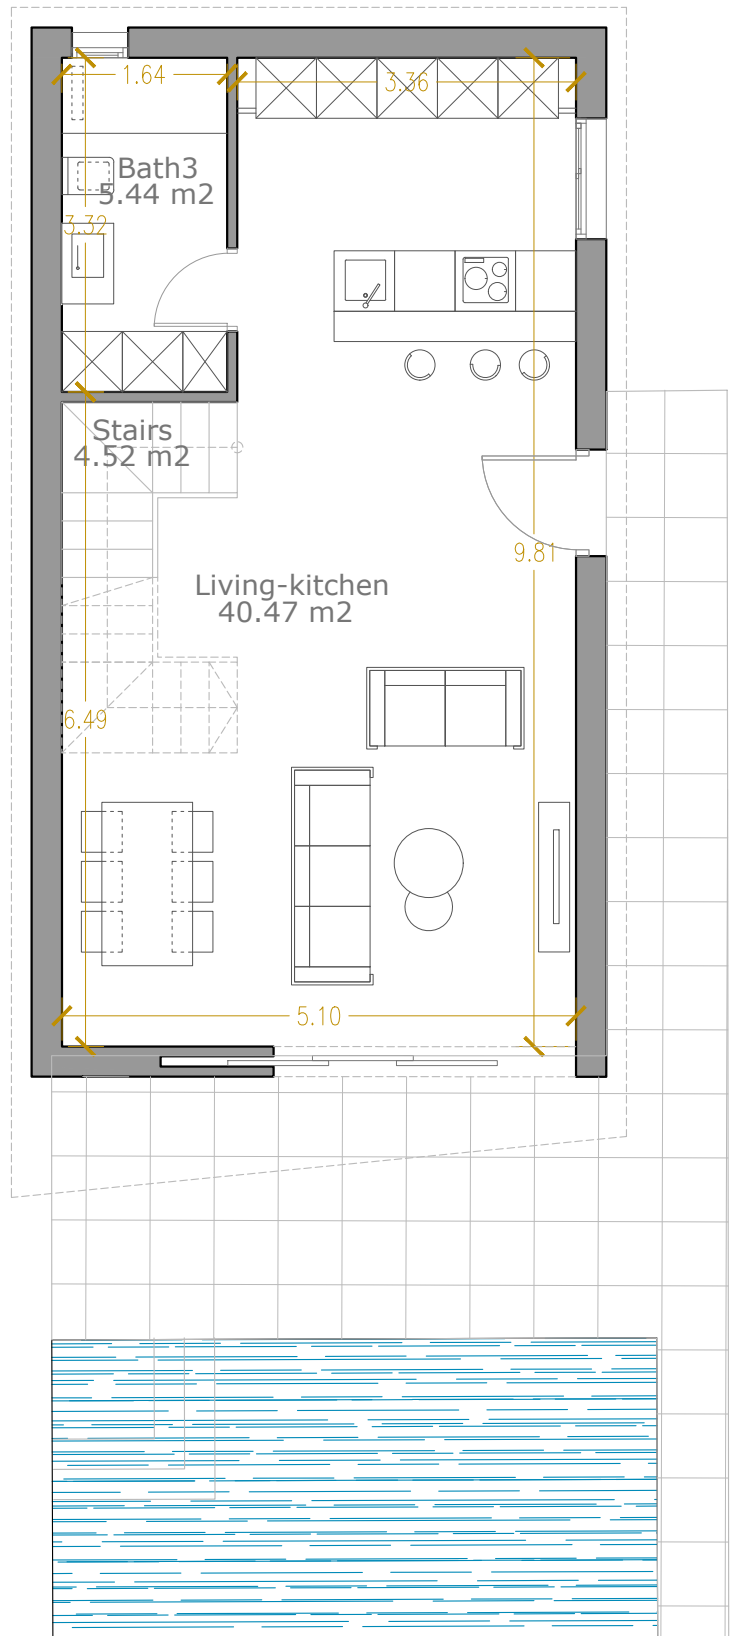 1.64
3.36
Bath3
5.44 m2
3.32
Stairs
4.52 m2
9.81
Living-kitchen
40.47 m2
6.49
5.10